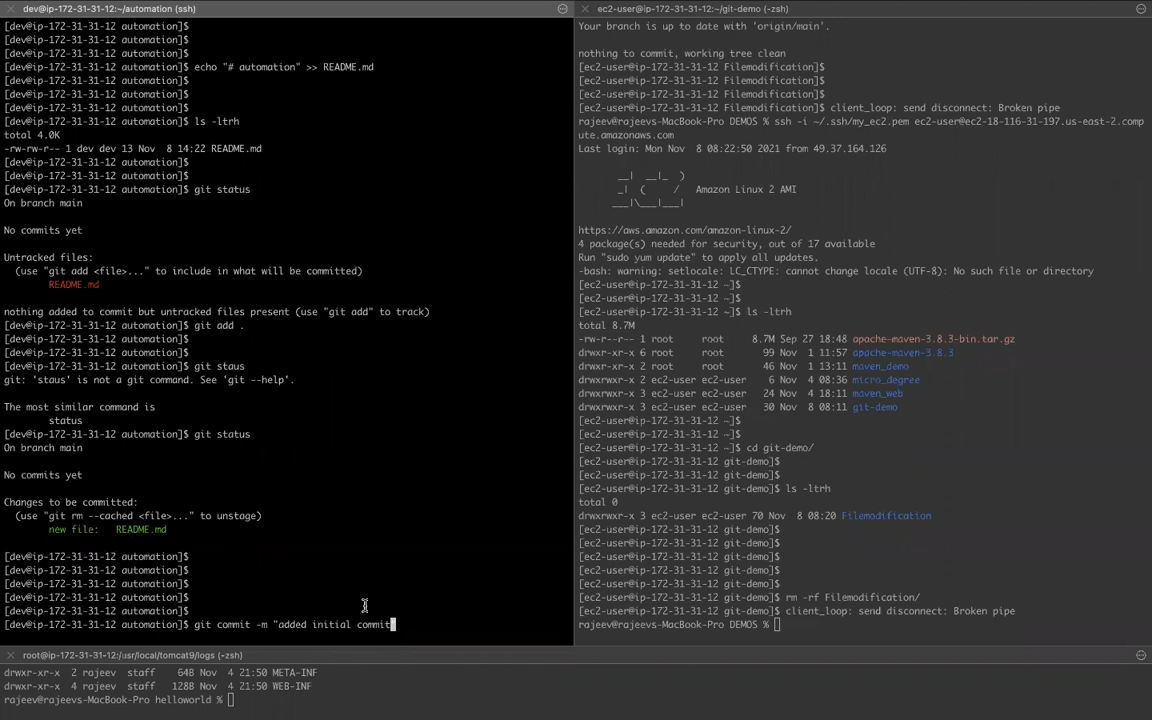 dev@ip-172-31-31-12:~/automation (ssh)
[dev@ip-172-31-31-12 automation]$
[dev@ip-172-31-31-12 automation]$
[dev@ip-172-31-31-12 automation]$
[dev@ip-172-31-31-12 automation]$ echo "# automation" >> README.md
[dev@ip-172-31-31-12 automation]$
[dev@ip-172-31-31-12 automation]$
[dev@ip-172-31-31-12 automation]$
[dev@ip-172-31-31-12 automation]$ ls -ltrh
total 4.0K
-rw-rw-r-- 1 dev dev 13 Nov  8 14:22 README.md
[dev@ip-172-31-31-12 automation]$
[dev@ip-172-31-31-12 automation]$
[dev@ip-172-31-31-12 automation]$ git status
On branch main
No commits yet
Untracked files:
(use "git add <file>..." to include in what will be committed)
README.md
nothing added to commit but untracked files present (use "git add" to track)
[dev@ip-172-31-31-12 automation]$ git add .
[dev@ip-172-31-31-12 automation]$
[dev@ip-172-31-31-12 automation]$
[dev@ip-172-31-31-12 automation]$ git staus
git: 'staus' is not a git command. See 'git --help'.
The most similar command is
status
[dev@ip-172-31-31-12 automation]$ git status
On branch main
No commits yet
Changes to be committed:
(use "git rm --cached <file>..." to unstage)
new file:   README.md
[dev@ip-172-31-31-12 automation]$
[dev@ip-172-31-31-12 automation]$
[dev@ip-172-31-31-12 automation]$
[dev@ip-172-31-31-12 automation]$
[dev@ip-172-31-31-12 automation]$
[dev@ip-172-31-31-12 automation]$ git commit -m "added initial commit"
ec2-user@ip-172-31-31-12:~/git-demo (-zsh)
Your branch is up to date with 'origin/main'.
nothing to commit, working tree clean
[ec2-user@ip-172-31-31-12 Filemodification]$
[ec2-user@ip-172-31-31-12 Filemodification]$
[ec2-user@ip-172-31-31-12 Filemodification]$
[ec2-user@ip-172-31-31-12 Filemodification]$ client_loop: send disconnect: Broken pipe
rajeev@rajeevs-MacBook-Pro DEMOS % ssh -i ~/.ssh/my_ec2.pem ec2-user@ec2-18-116-31-197.us-east-2.comp
ute.amazonaws.com
Last login: Mon Nov  8 08:22:50 2021 from 49.37.164.126
__|  __|_  )
_|  (     /   Amazon Linux 2 AMI
___|\___|___|
https://aws.amazon.com/amazon-linux-2/
4 package(s) needed for security, out of 17 available
Run "sudo yum update" to apply all updates.
-bash: warning: setlocale: LC_CTYPE: cannot change locale (UTF-8): No such file or directory
[ec2-user@ip-172-31-31-12 ~]$
[ec2-user@ip-172-31-31-12 ~]$
[ec2-user@ip-172-31-31-12 ~]$ ls -ltrh
total 8.7M
-rw-r--r-- 1 root     root     8.7M Sep 27 18:48 apache-maven-3.8.3-bin.tar.gz
drwxr-xr-x 6 root     root       99 Nov  1 11:57 apache-maven-3.8.3
drwxr-xr-x 2 root     root       46 Nov  1 13:11 maven_demo
drwxrwxr-x 2 ec2-user ec2-user    6 Nov  4 08:36 micro_degree
drwxrwxr-x 3 ec2-user ec2-user   24 Nov  4 18:11 maven_web
drwxrwxr-x 3 ec2-user ec2-user   30 Nov  8 08:11 git-demo
[ec2-user@ip-172-31-31-12 ~]$
[ec2-user@ip-172-31-31-12 ~]$
[ec2-user@ip-172-31-31-12 ~]$ cd git-demo/
[ec2-user@ip-172-31-31-12 git-demo]$
[ec2-user@ip-172-31-31-12 git-demo]$
[ec2-user@ip-172-31-31-12 git-demo]$ ls -ltrh
total 0
drwxrwxr-x 3 ec2-user ec2-user 70 Nov  8 08:20 Filemodification
[ec2-user@ip-172-31-31-12 git-demo]$
[ec2-user@ip-172-31-31-12 git-demo]$
[ec2-user@ip-172-31-31-12 git-demo]$
[ec2-user@ip-172-31-31-12 git-demo]$
[ec2-user@ip-172-31-31-12 git-demo]$
[ec2-user@ip-172-31-31-12 git-demo]$ rm -rf Filemodification/
[ec2-user@ip-172-31-31-12 git-demo]$ client_loop: send disconnect: Broken pipe
rajeev@rajeevs-MacBook-Pro DEMOS %
root@ip-172-31-31-12:/usr/local/tomcat9/logs (-zsh)
drwxr-xr-x  2 rajeev  staff    64B Nov  4 21:50 META-INF
drwxr-xr-x  4 rajeev  staff   128B Nov  4 21:50 WEB-INF
rajeev@rajeevs-MacBook-Pro helloworld %